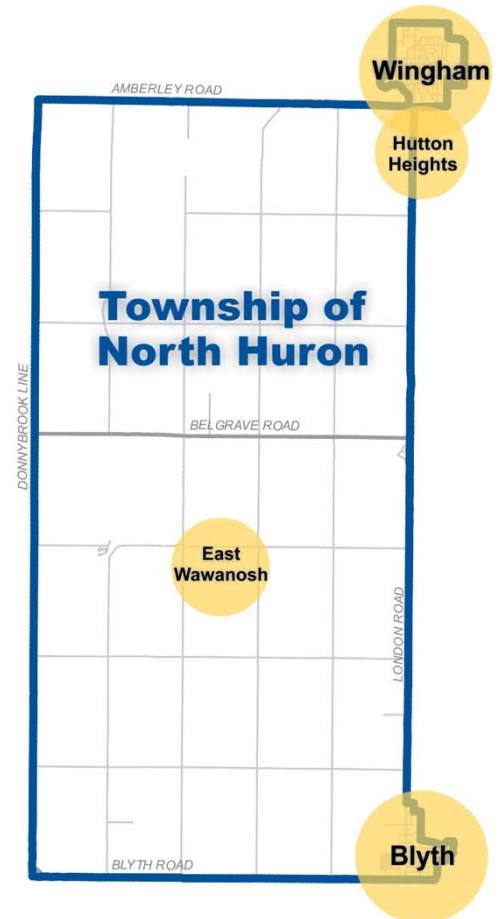 Wingham
AMBERLEY ROAD
Hutton
Heights
Township of
North Huron
DONNYBROOK LINE
BELGRAVE ROAD
East
Wawanosh
LONDON ROAD
Blyth
BLYTH ROAD